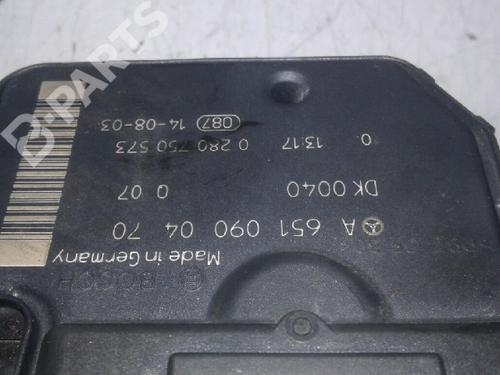 BOSCH
Made in Germany
A 651 090 04 70
DK 0040 0 07
0 280 750 573 0. 13:17
087 14-08-03
B-PARTS